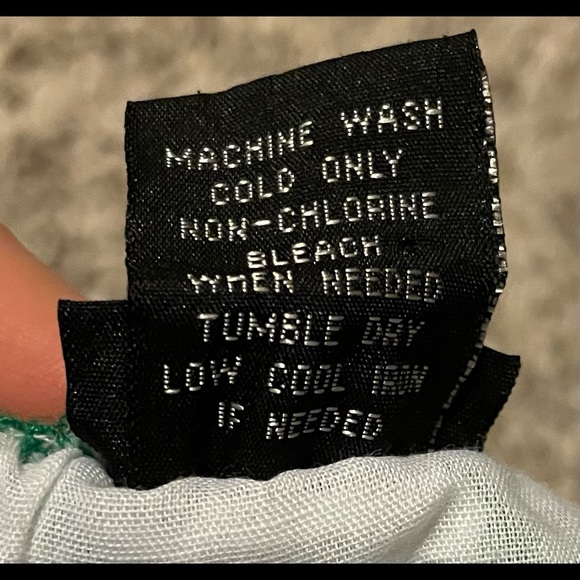 MACHINE WASH
COLD ONLY
NON-CHLORINE
BLEACH
WHEN NEEDED
TUMBLE DRY
LOW COOL IRON
IF NEEDED